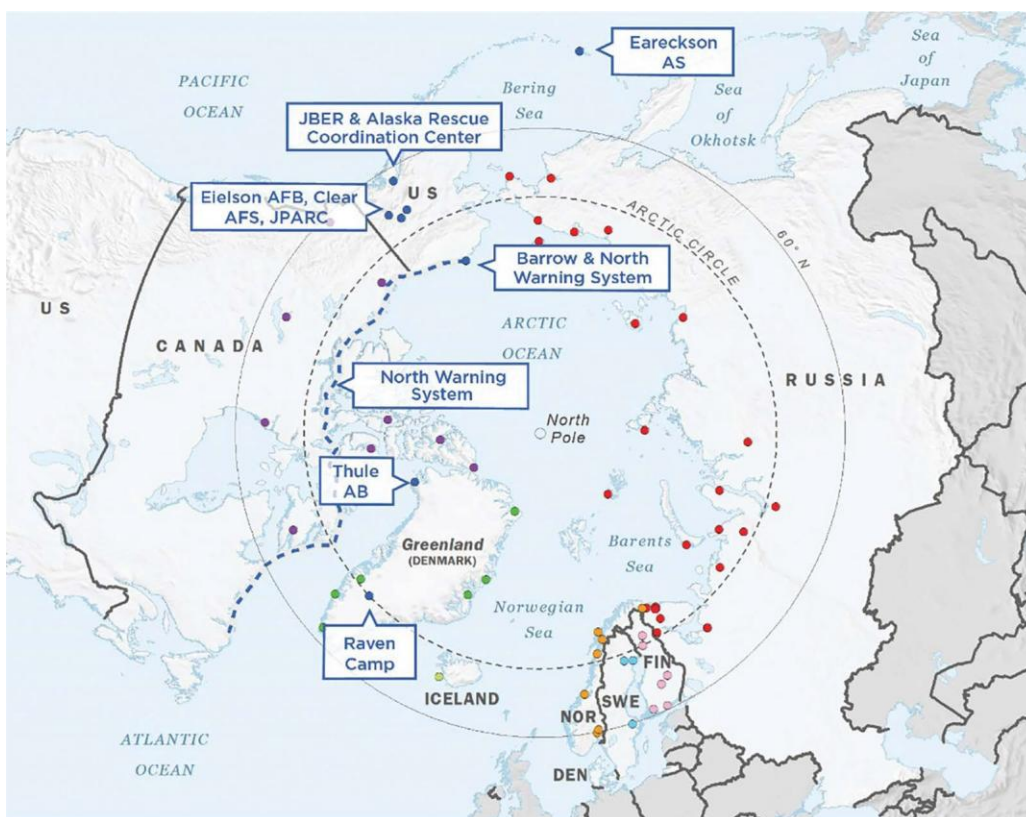 Eareckson
AS
Sea
of
Japan
PACIFIC
OCEAN
Bering
Sea
Sea
of
Okhotsk
JBER & Alaska Rescue
Coordination Center
US
Eielson AFB, Clear
AFS, JPARC
ARCTIC CIRCLE
60° N
Barrow & North
Warning System
US
CANADA
ARCTIC
OCEAN
RUSSIA
North Warning
System
North
Pole
Thule
AB
Greenland
(DENMARK)
Barents
Sea
Norwegian
Sea
Raven
Camp
FIN
ICELAND
SWE
NOR
ATLANTIC
OCEAN
DEN